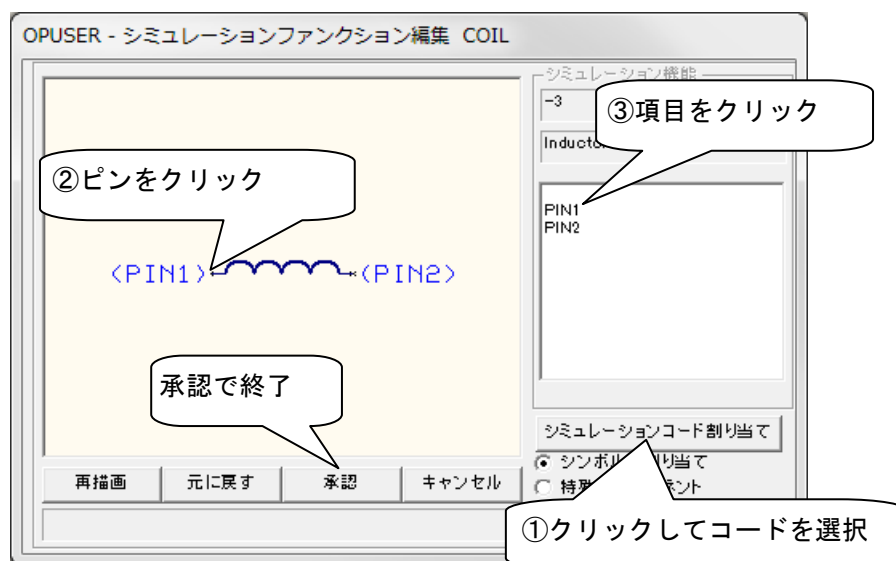 OPUSER - シミュレーションファンクション編集 COIL
シミュレーション機能
-3
③項目をクリック
②ピンをクリック
PIN1
PIN2
<PIN1>
<PIN2>
承認で終了
シミュレーションコード割り当て
再描画
元に戻す
承認
キャンセル
①クリックしてコードを選択